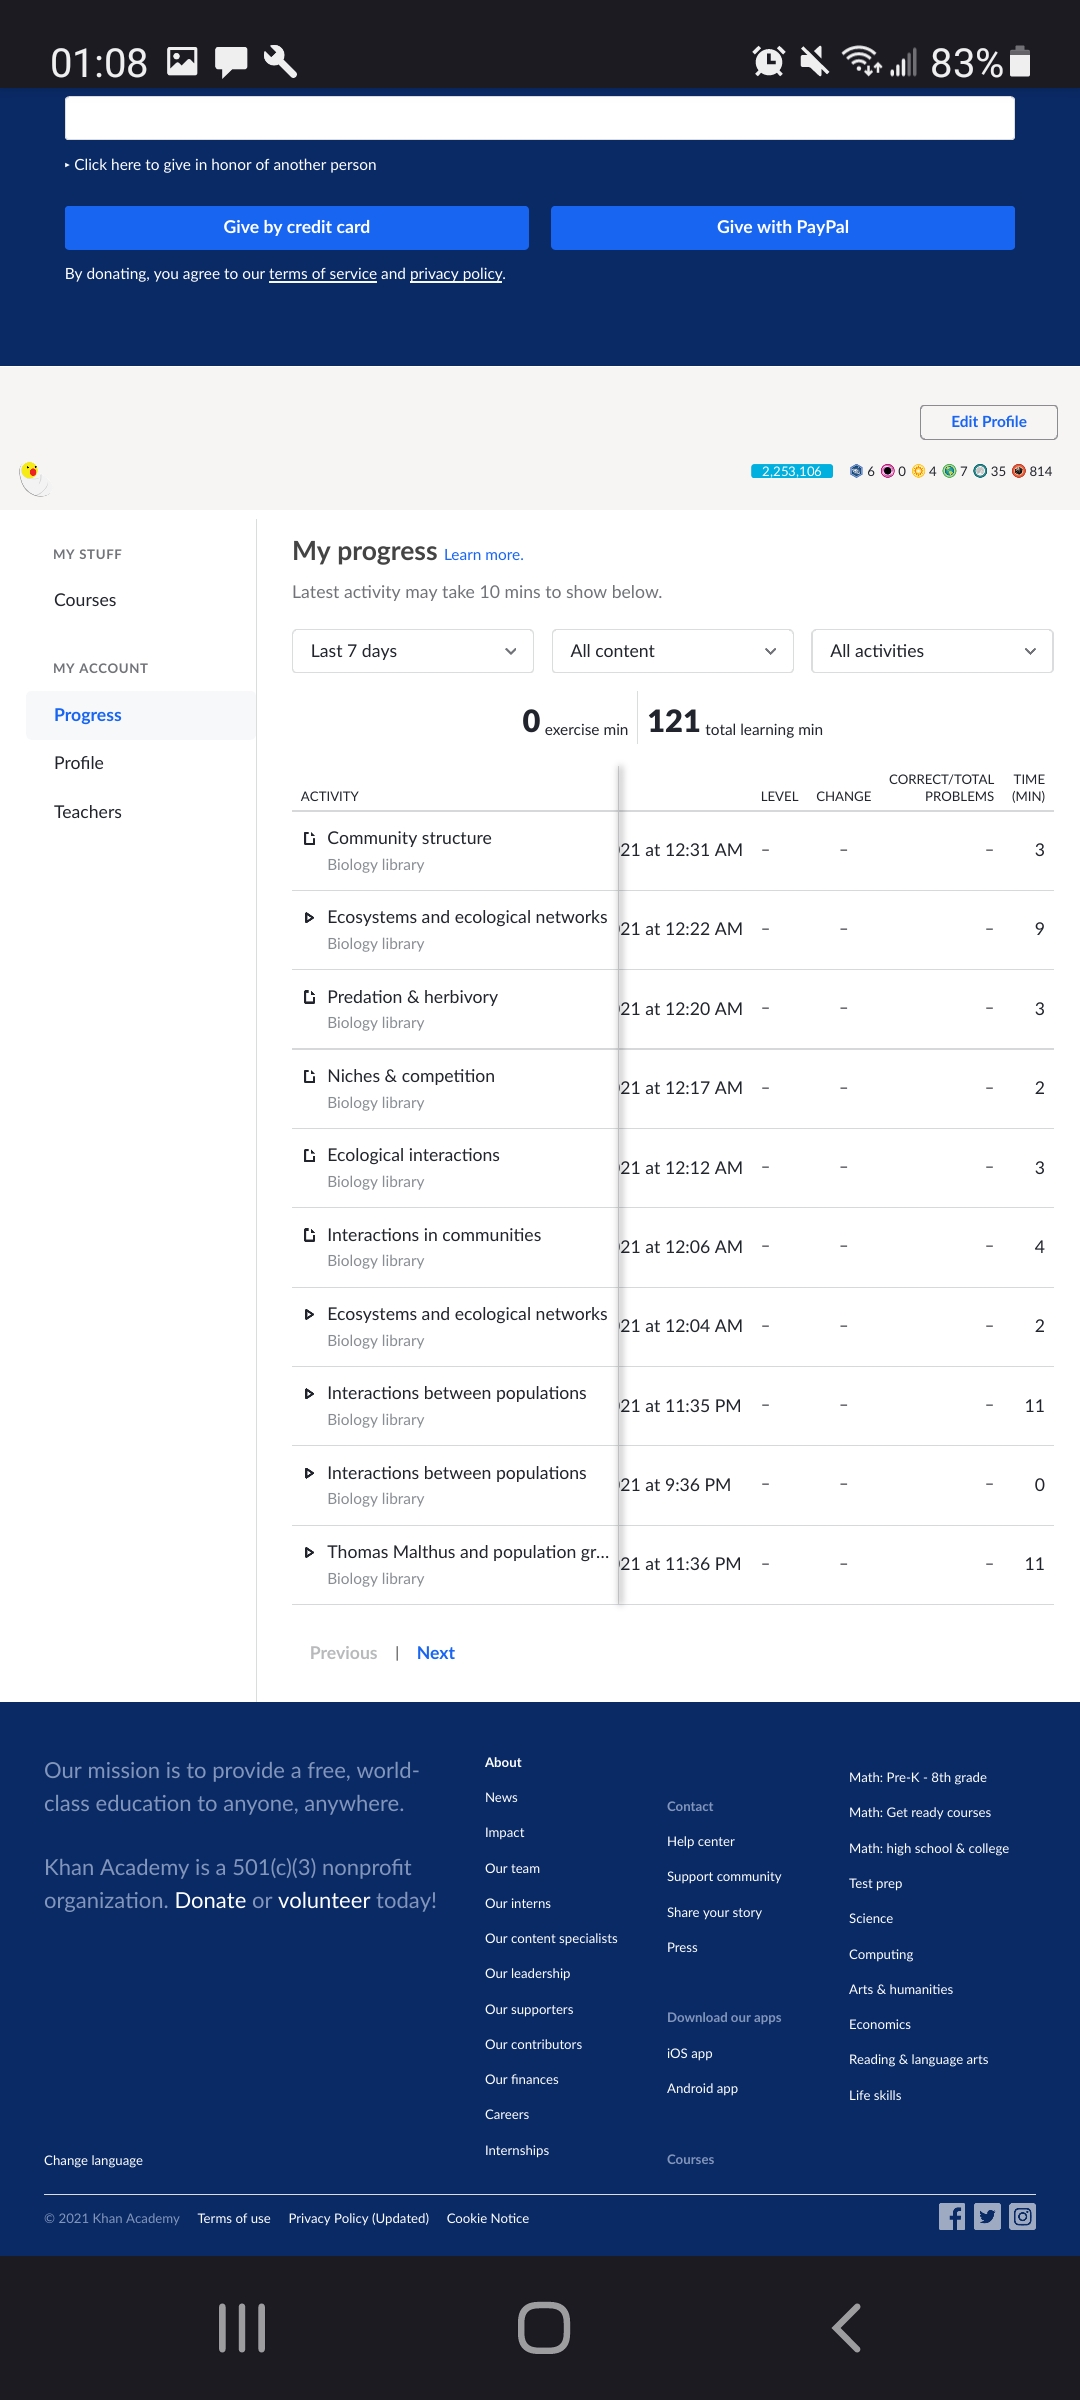 01:08
83%
‣ Click here to give in honor of another person
Give by credit card
Give with PayPal
By donating, you agree to our terms of service and privacy policy.
Edit Profile
2,253,106 6 0 4 7 35 814
MY STUFF
Courses
MY ACCOUNT
Progress
Profile
Teachers
My progress Learn more.
Latest activity may take 10 mins to show below.
Last 7 days
All content
All activities
0 exercise min
121 total learning min
ACTIVITY LEVEL CHANGE CORRECT/TOTAL PROBLEMS TIME (MIN)
Community structure
Biology library
21 at 12:31 AM – – – 3
Ecosystems and ecological networks
Biology library
21 at 12:22 AM – – – 9
Predation & herbivory
Biology library
21 at 12:20 AM – – – 3
Niches & competition
Biology library
21 at 12:17 AM – – – 2
Ecological interactions
Biology library
21 at 12:12 AM – – – 3
Interactions in communities
Biology library
21 at 12:06 AM – – – 4
Ecosystems and ecological networks
Biology library
21 at 12:04 AM – – – 2
Interactions between populations
Biology library
21 at 11:35 PM – – – 11
Interactions between populations
Biology library
21 at 9:36 PM – – – 0
Thomas Malthus and population gr...
Biology library
21 at 11:36 PM – – – 11
Previous | Next
Our mission is to provide a free, world-
class education to anyone, anywhere.
Khan Academy is a 501(c)(3) nonprofit
organization. Donate or volunteer today!
Change language
About
News
Impact
Our team
Our interns
Our content specialists
Our leadership
Our supporters
Our contributors
Our finances
Careers
Internships
Contact
Help center
Support community
Share your story
Press
Download our apps
iOS app
Android app
Courses
Math: Pre-K - 8th grade
Math: Get ready courses
Math: high school & college
Test prep
Science
Computing
Arts & humanities
Economics
Reading & language arts
Life skills
© 2021 Khan Academy Terms of use Privacy Policy (Updated) Cookie Notice